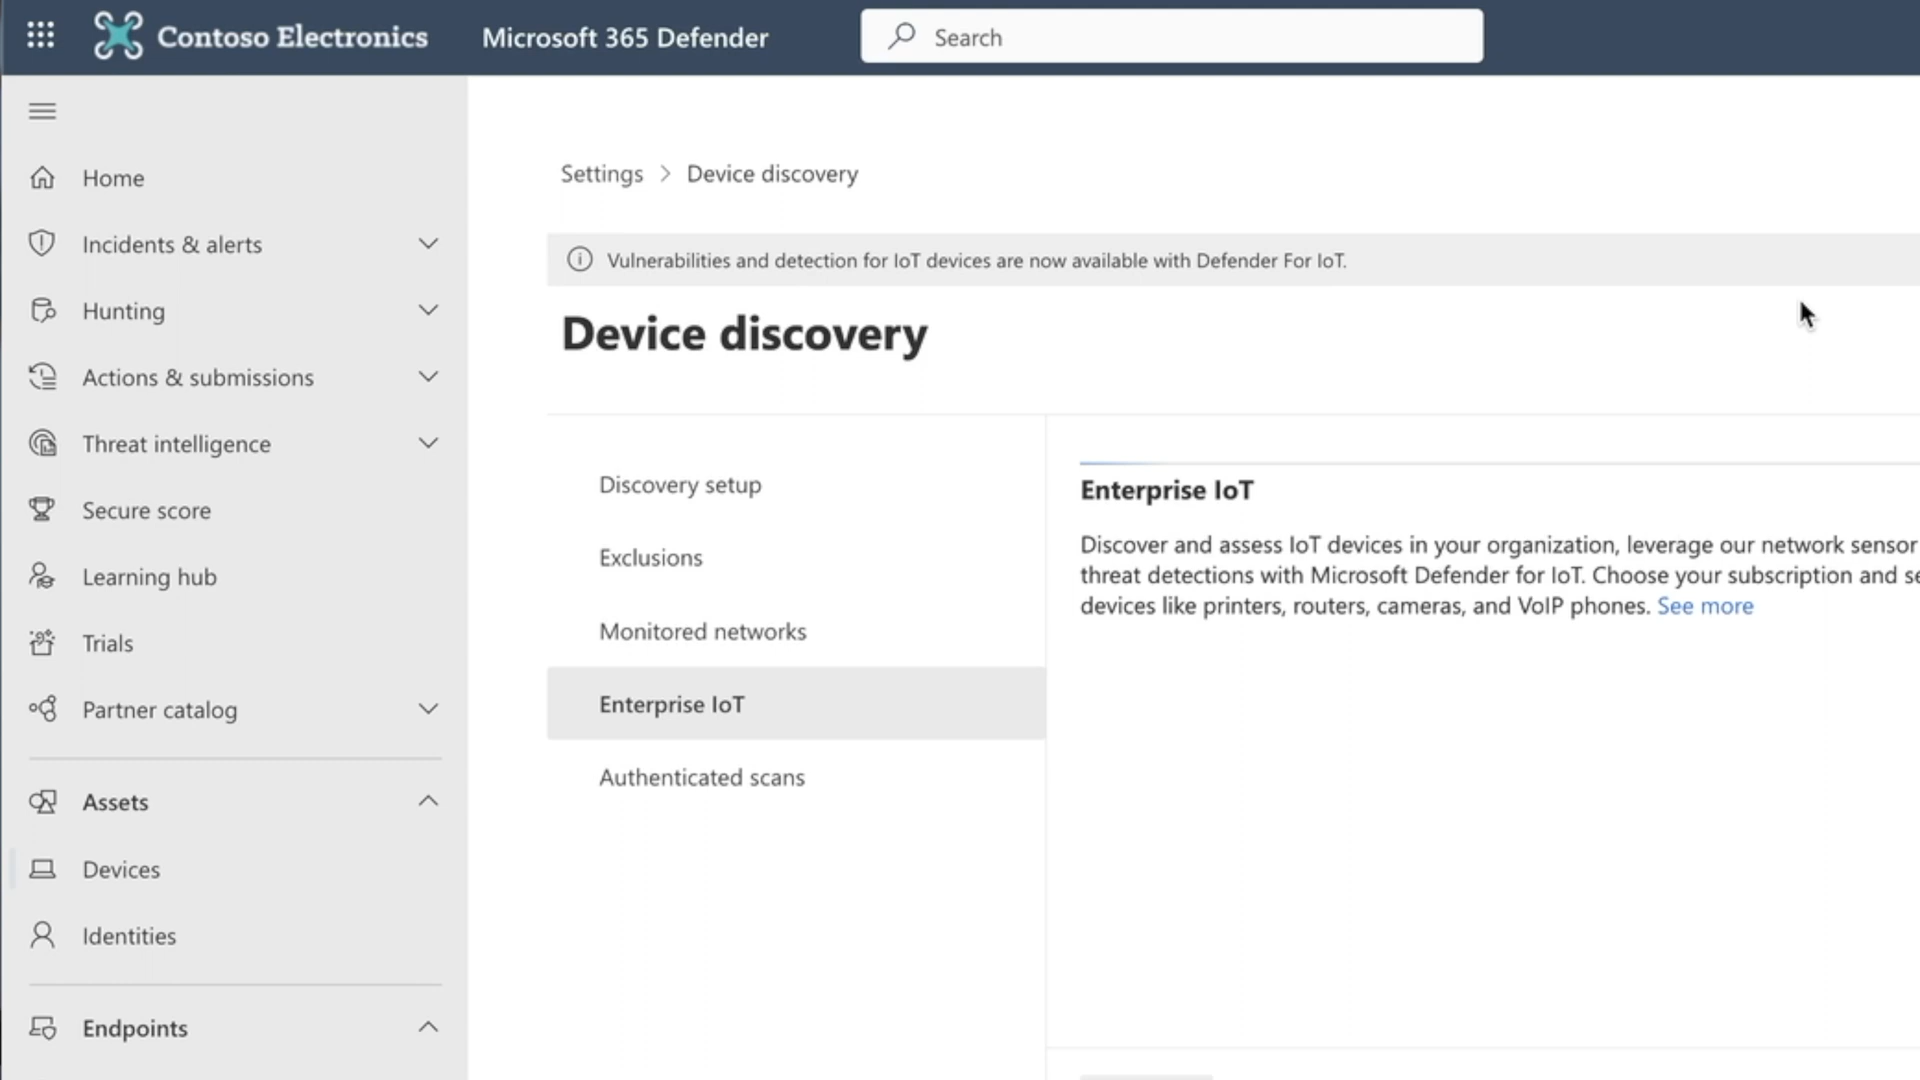 Contoso Electronics
Microsoft 365 Defender
Search
Home
Incidents & alerts
Hunting
Actions & submissions
Threat intelligence
Secure score
Learning hub
Trials
Partner catalog
Assets
Devices
Identities
Endpoints
Settings > Device discovery
Vulnerabilities and detection for IoT devices are now available with Defender For IoT.
Device discovery
Discovery setup
Exclusions
Monitored networks
Enterprise IoT
Authenticated scans
Enterprise IoT
Discover and assess IoT devices in your organization, leverage our network sensor
threat detections with Microsoft Defender for IoT. Choose your subscription and
devices like printers, routers, cameras, and VoIP phones. See more